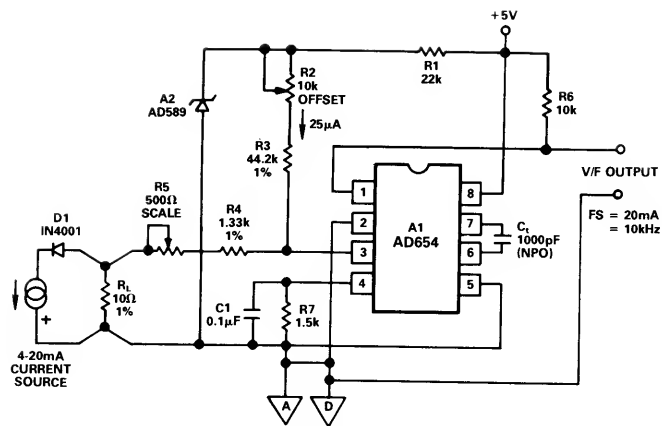 +5V
R1
22k
R2
10k
OFFSET
A2
AD589
25μA
R6
10k
R3
44.2k
1%
V/F OUTPUT
FS = 20mA
= 10kHz
1
8
2
7
3
6
4
5
A1
AD654
Ct
1000pF
(NPO)
R5
500Ω
SCALE
R4
1.33k
1%
D1
IN4001
RL
10Ω
1%
+
C1
0.1μF
R7
1.5k
4-20mA
CURRENT
SOURCE
A
D